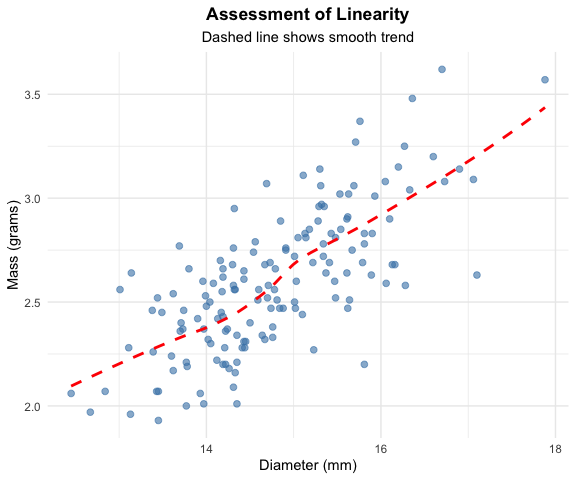 Assessment of Linearity
Dashed line shows smooth trend
Mass (grams)
3.5
3.0
2.5
2.0
14
16
18
Diameter (mm)